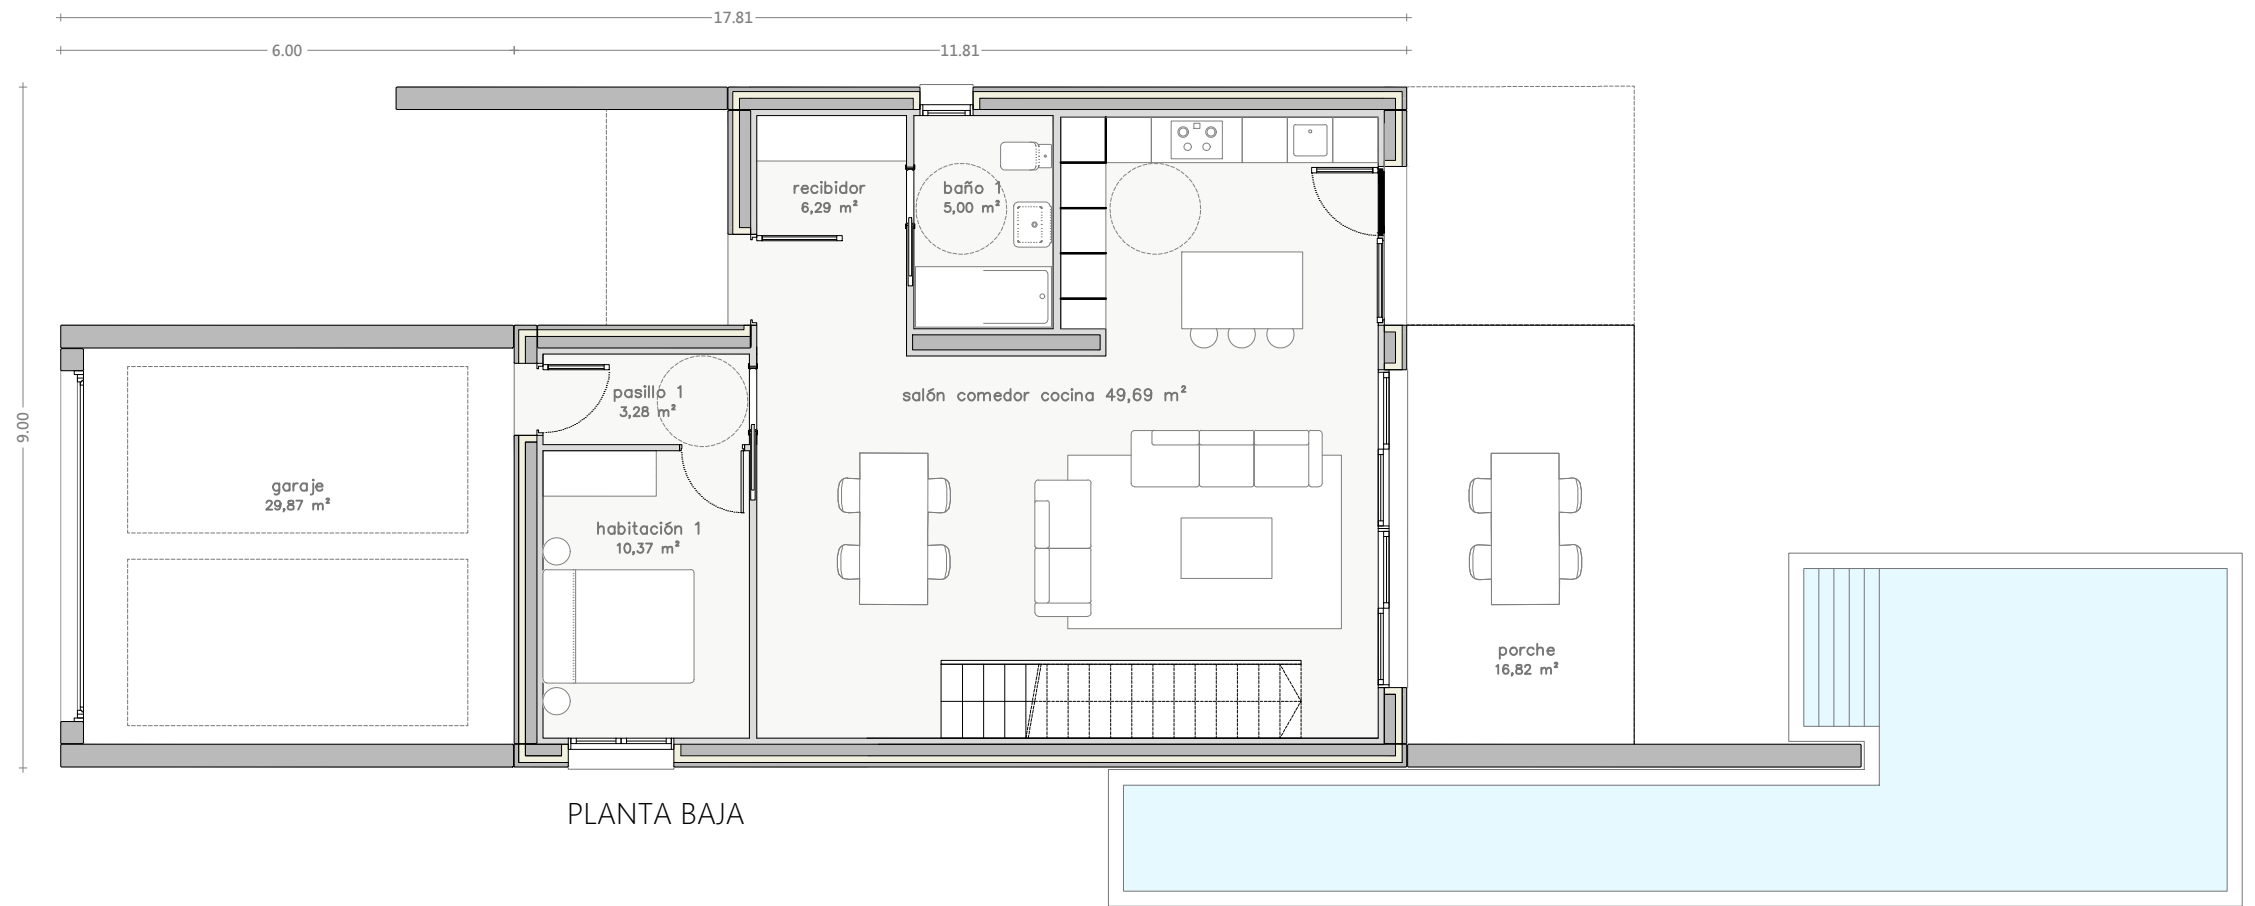 17.81
6.00
11.81
9.00
recibidor
6,29 m²
baño 1
5,00 m²
pasillo 1
3,28 m²
salón comedor cocina 49,69 m²
garaje
29,87 m²
habitación 1
10,37 m²
porche
16,82 m²
PLANTA BAJA